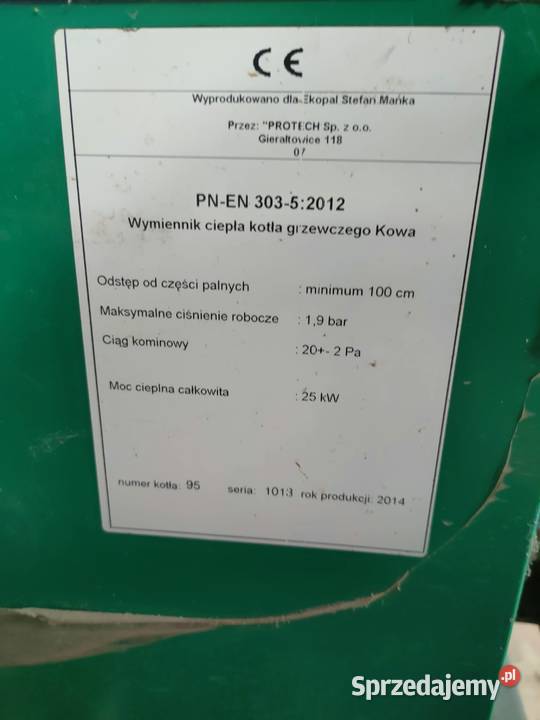 CE
Wyprodukowano dla Ekopal Stefan Mańka
Przez: "PROTECH Sp. z o.o.
Gierałtowice 118
07
PN-EN 303-5:2012
Wymiennik ciepła kotła grzewczego Kowa
Odstęp od części palnych : minimum 100 cm
Maksymalne ciśnienie robocze : 1,9 bar
Ciąg kominowy : 20+- 2 Pa
Moc cieplna całkowita : 25 kW
numer kotła: 95 seria: 1013 rok produkcji: 2014
Sprzedajemy.pl